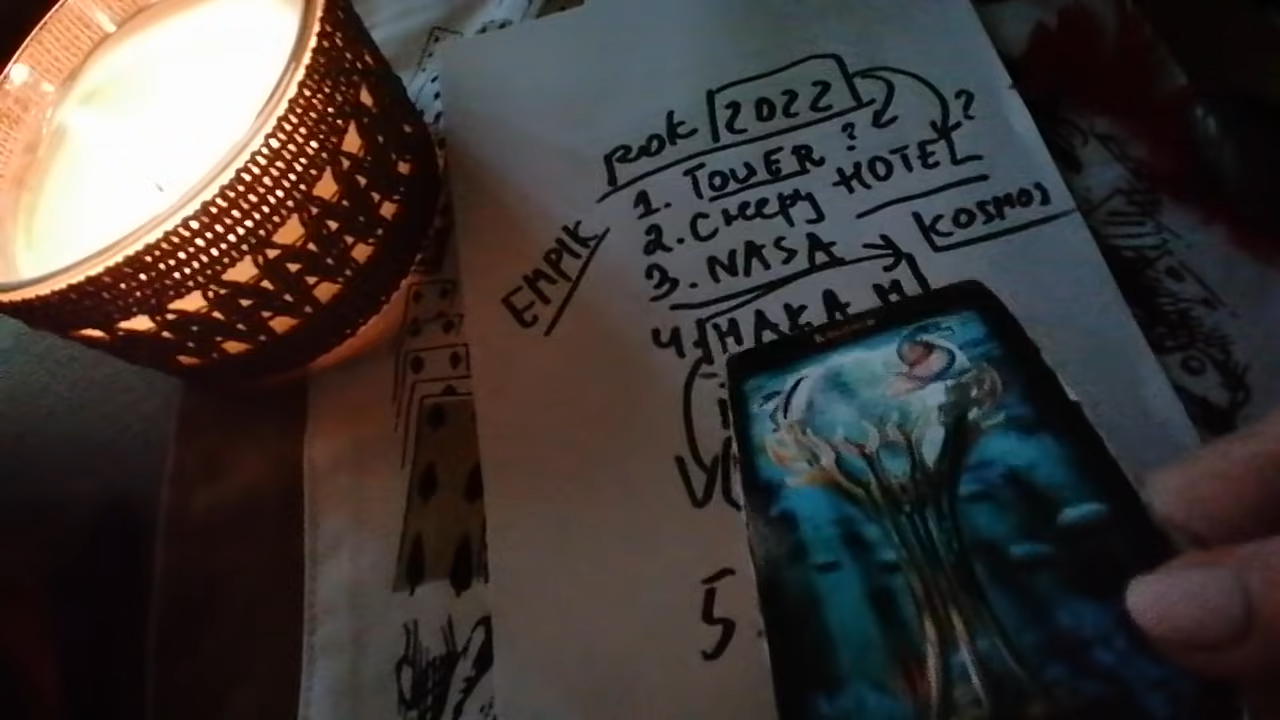 ROK 2022
1. TOWER ? ?
2. Creepy HOTEL
EMPIK
3. NASA → KOSMOS
4 HAKA M
5.